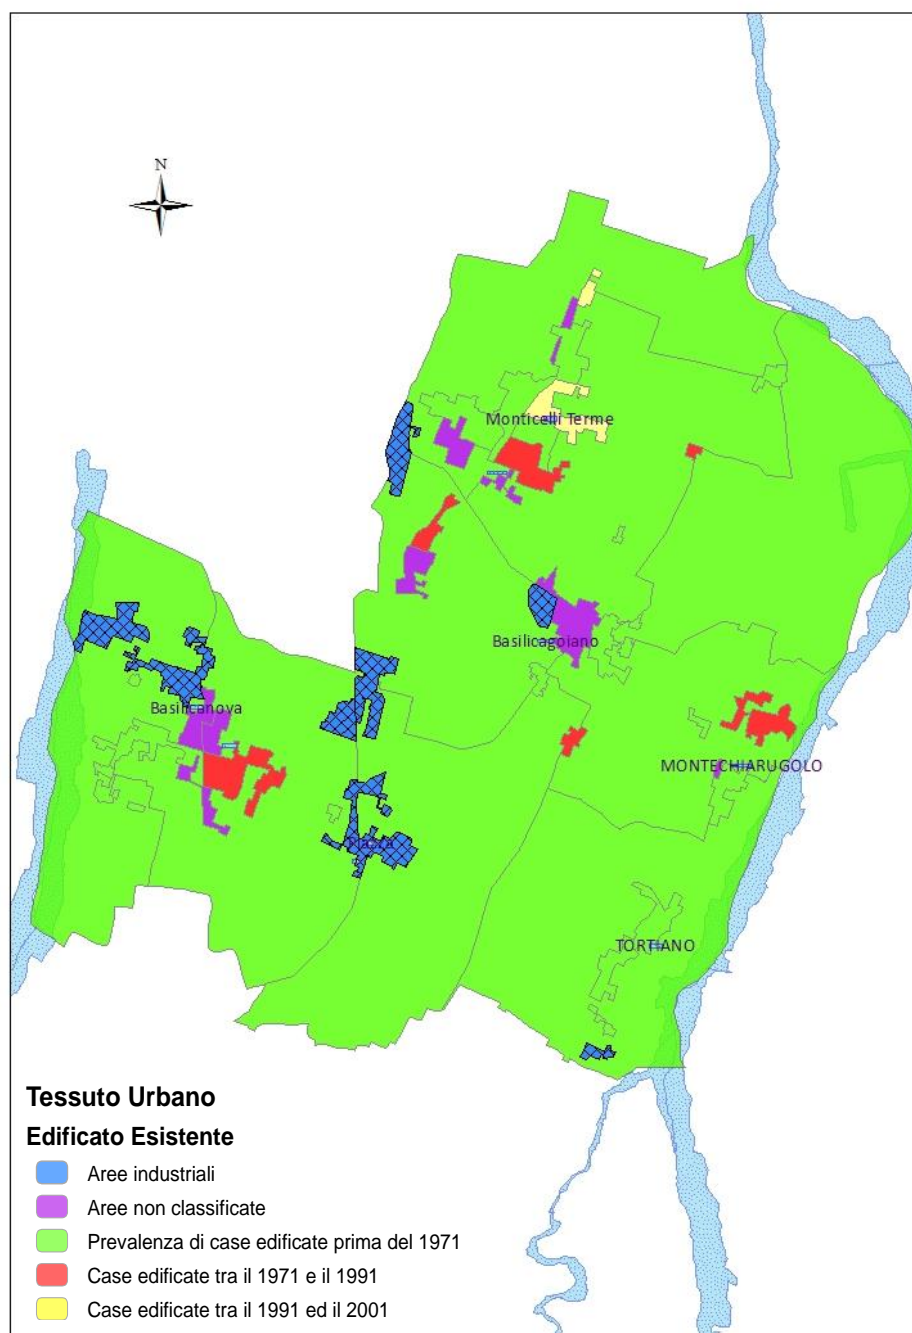 N
Monticelli Terme
Basilicagoiano
Basilicanova
MONTECHIARUGOLO
Piazza
TORTIANO
Tessuto Urbano
Edificato Esistente
Aree industriali
Aree non classificate
Prevalenza di case edificate prima del 1971
Case edificate tra il 1971 e il 1991
Case edificate tra il 1991 ed il 2001